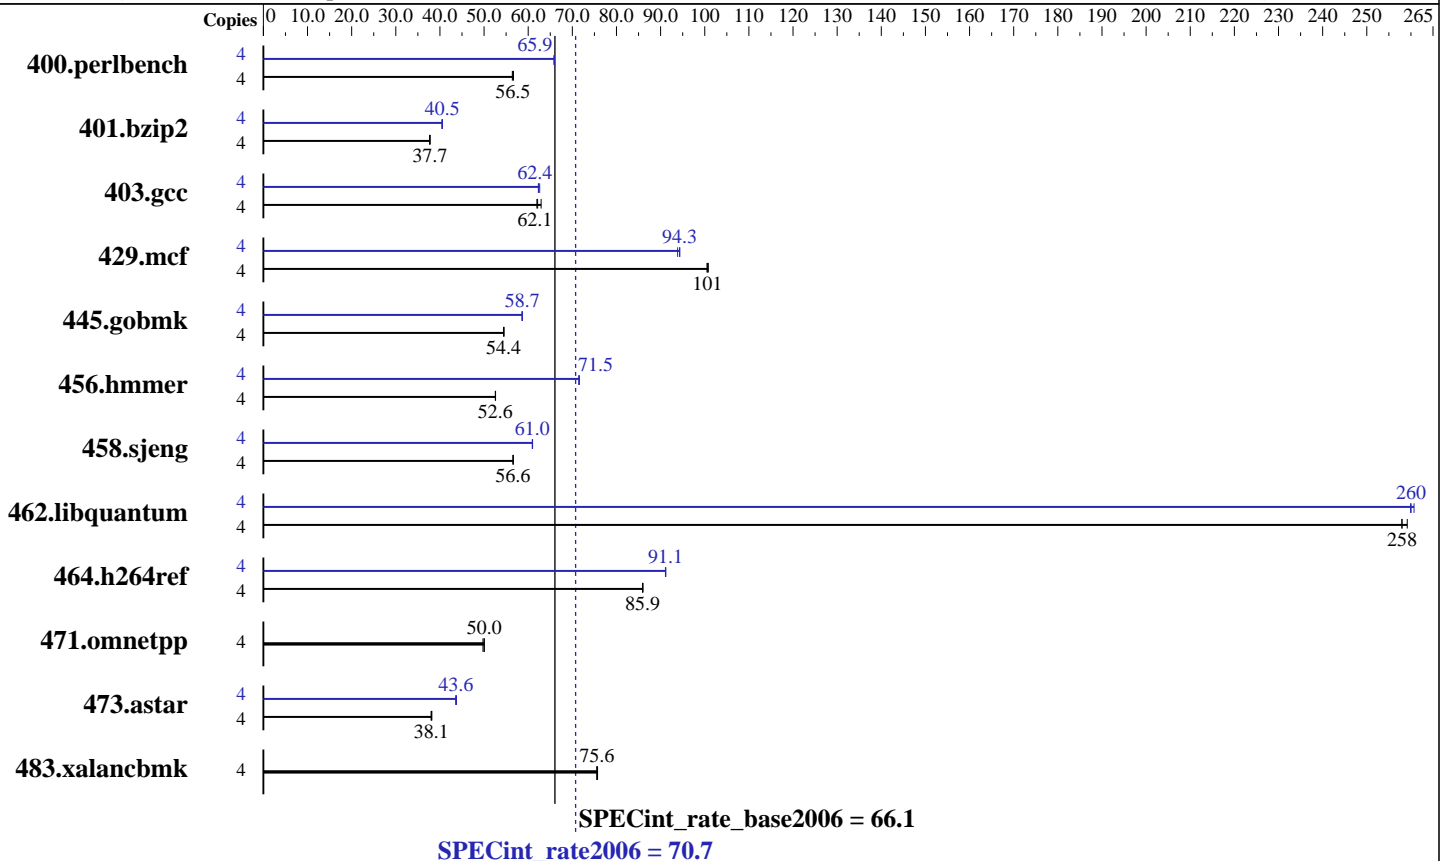 Copies 0 10.0 20.0 30.0 40.0 50.0 60.0 70.0 80.0 90.0 100 110 120 130 140 150 160 170 180 190 200 210 220 230 240 250 265
400.perlbench 4 65.9
4 56.5
401.bzip2 4 40.5
4 37.7
403.gcc 4 62.4
4 62.1
429.mcf 4 94.3
4 101
445.gobmk 4 58.7
4 54.4
456.hmmer 4 71.5
4 52.6
458.sjeng 4 61.0
4 56.6
462.libquantum 4 260
4 258
464.h264ref 4 91.1
4 85.9
471.omnetpp 4 50.0
473.astar 4 43.6
4 38.1
483.xalancbmk 4 75.6
SPECint_rate_base2006 = 66.1
SPECint_rate2006 = 70.7